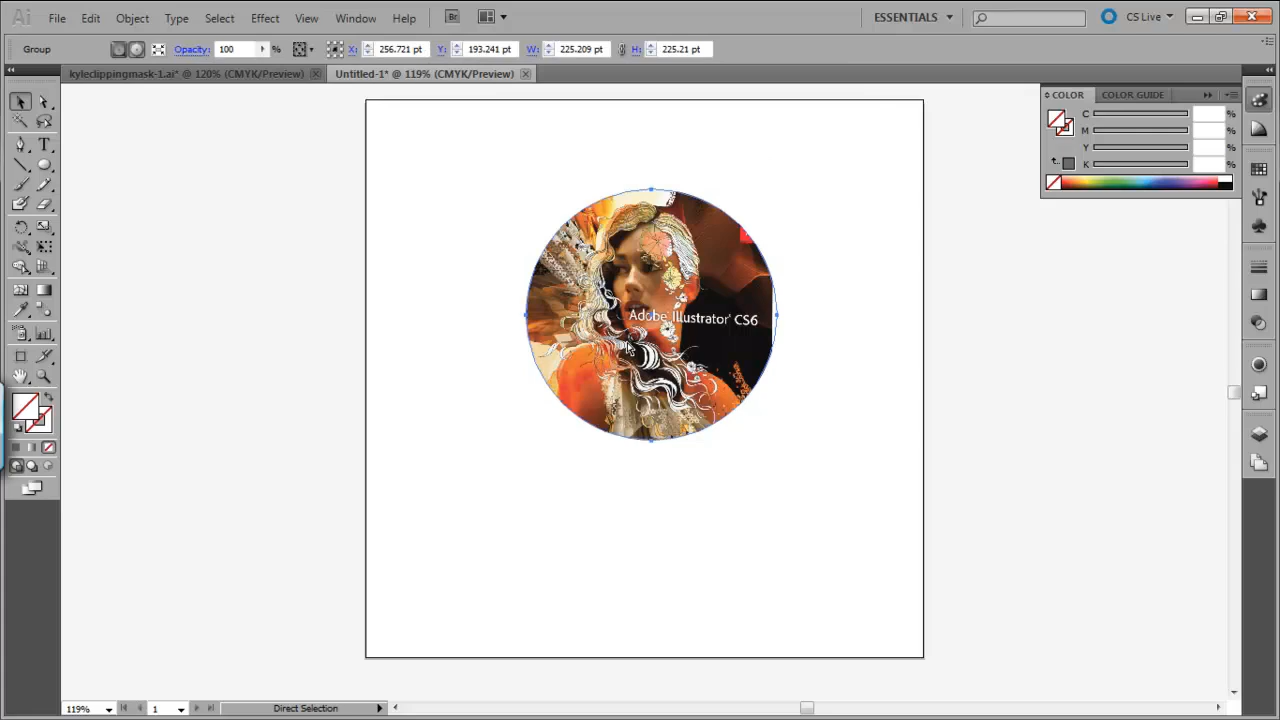 Ai File Edit Object Type Select Effect View Window Help Br ESSENTIALS CS Live
Group Opacity: 100 % X: 256.721 pt Y: 193.241 pt W: 225.209 pt H: 225.21 pt
kyleclippingmask-1.ai* @ 120% (CMYK/Preview) Untitled-1* @ 119% (CMYK/Preview)
COLOR COLOR GUIDE
C %
M %
Y %
K %
T
Adobe Illustrator CS6
119% 1 Direct Selection